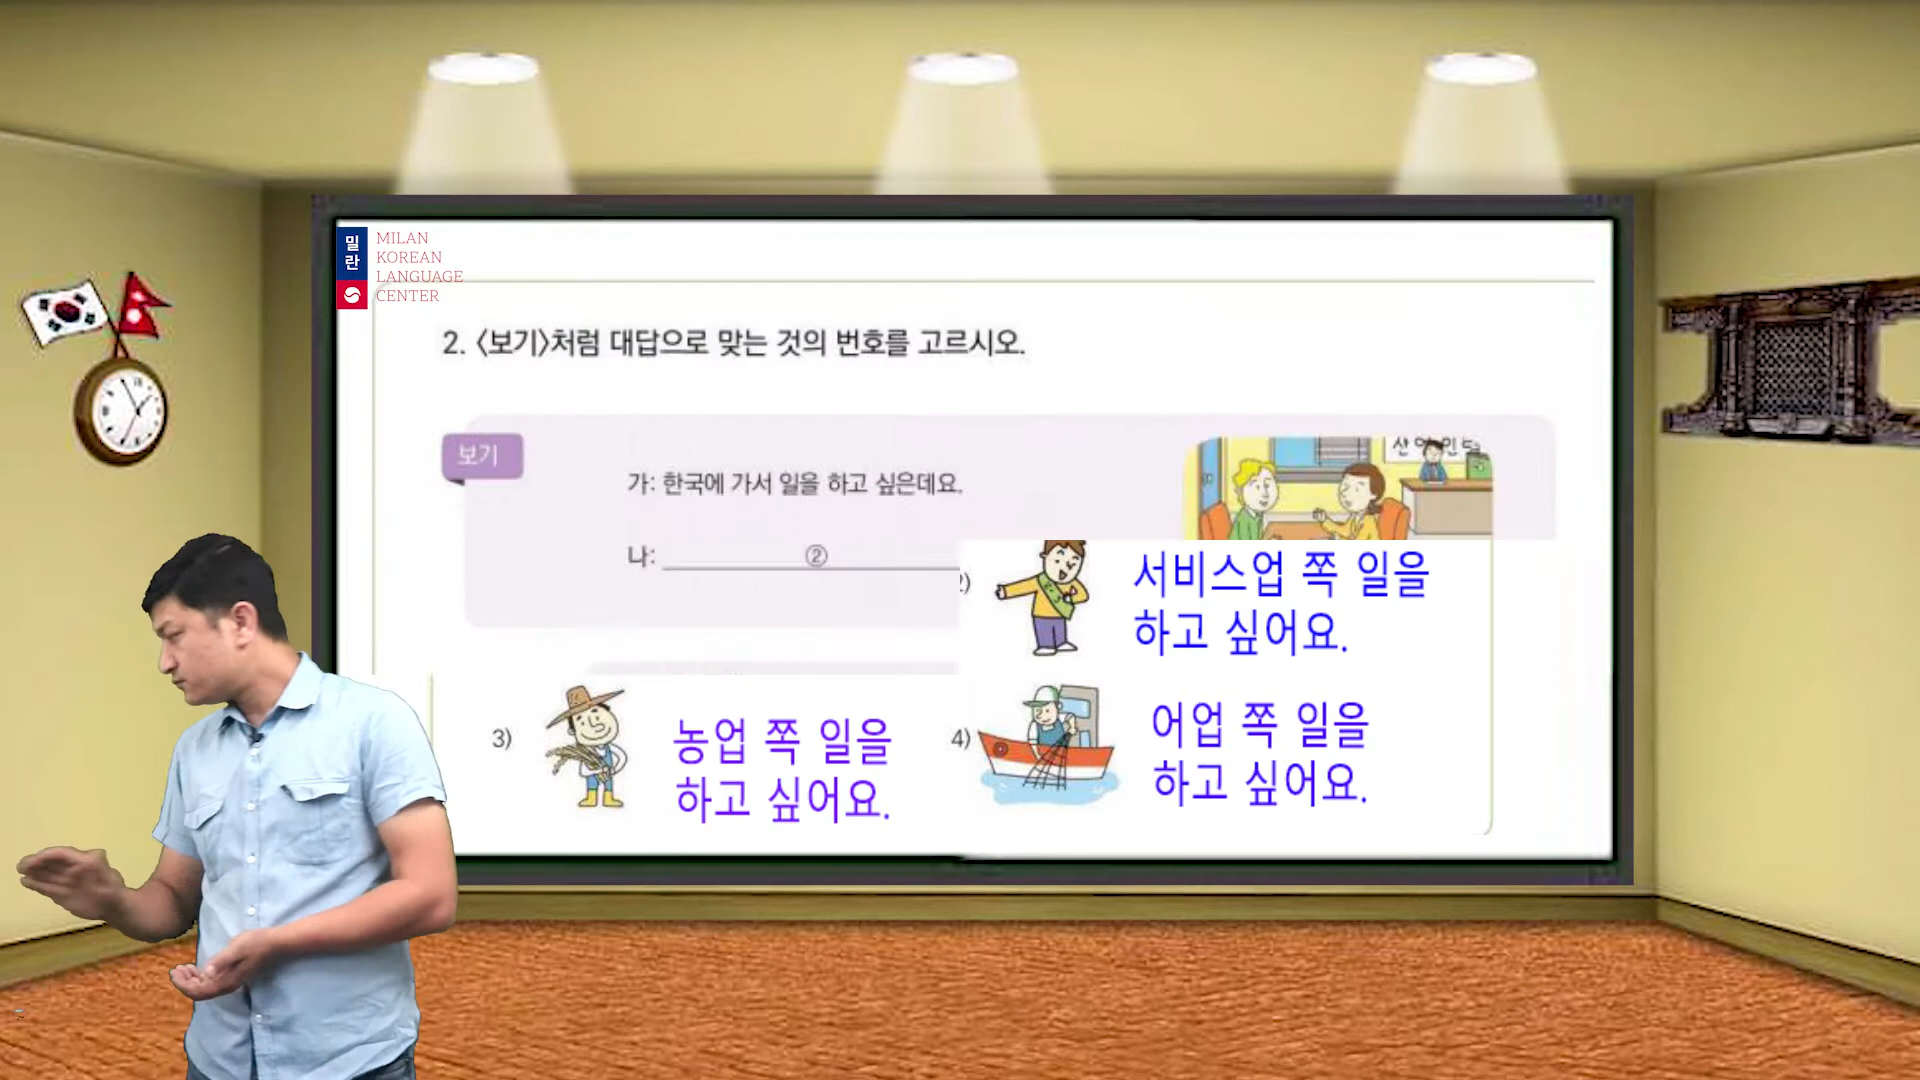 밀란
MILAN
KOREAN
LANGUAGE
CENTER
2. 〈보기〉처럼 대답으로 맞는 것의 번호를 고르시오.
보기
가: 한국에 가서 일을 하고 싶은데요.
나: ②
서비스업 쪽 일을
하고 싶어요.
3)
농업 쪽 일을
하고 싶어요.
4)
어업 쪽 일을
하고 싶어요.